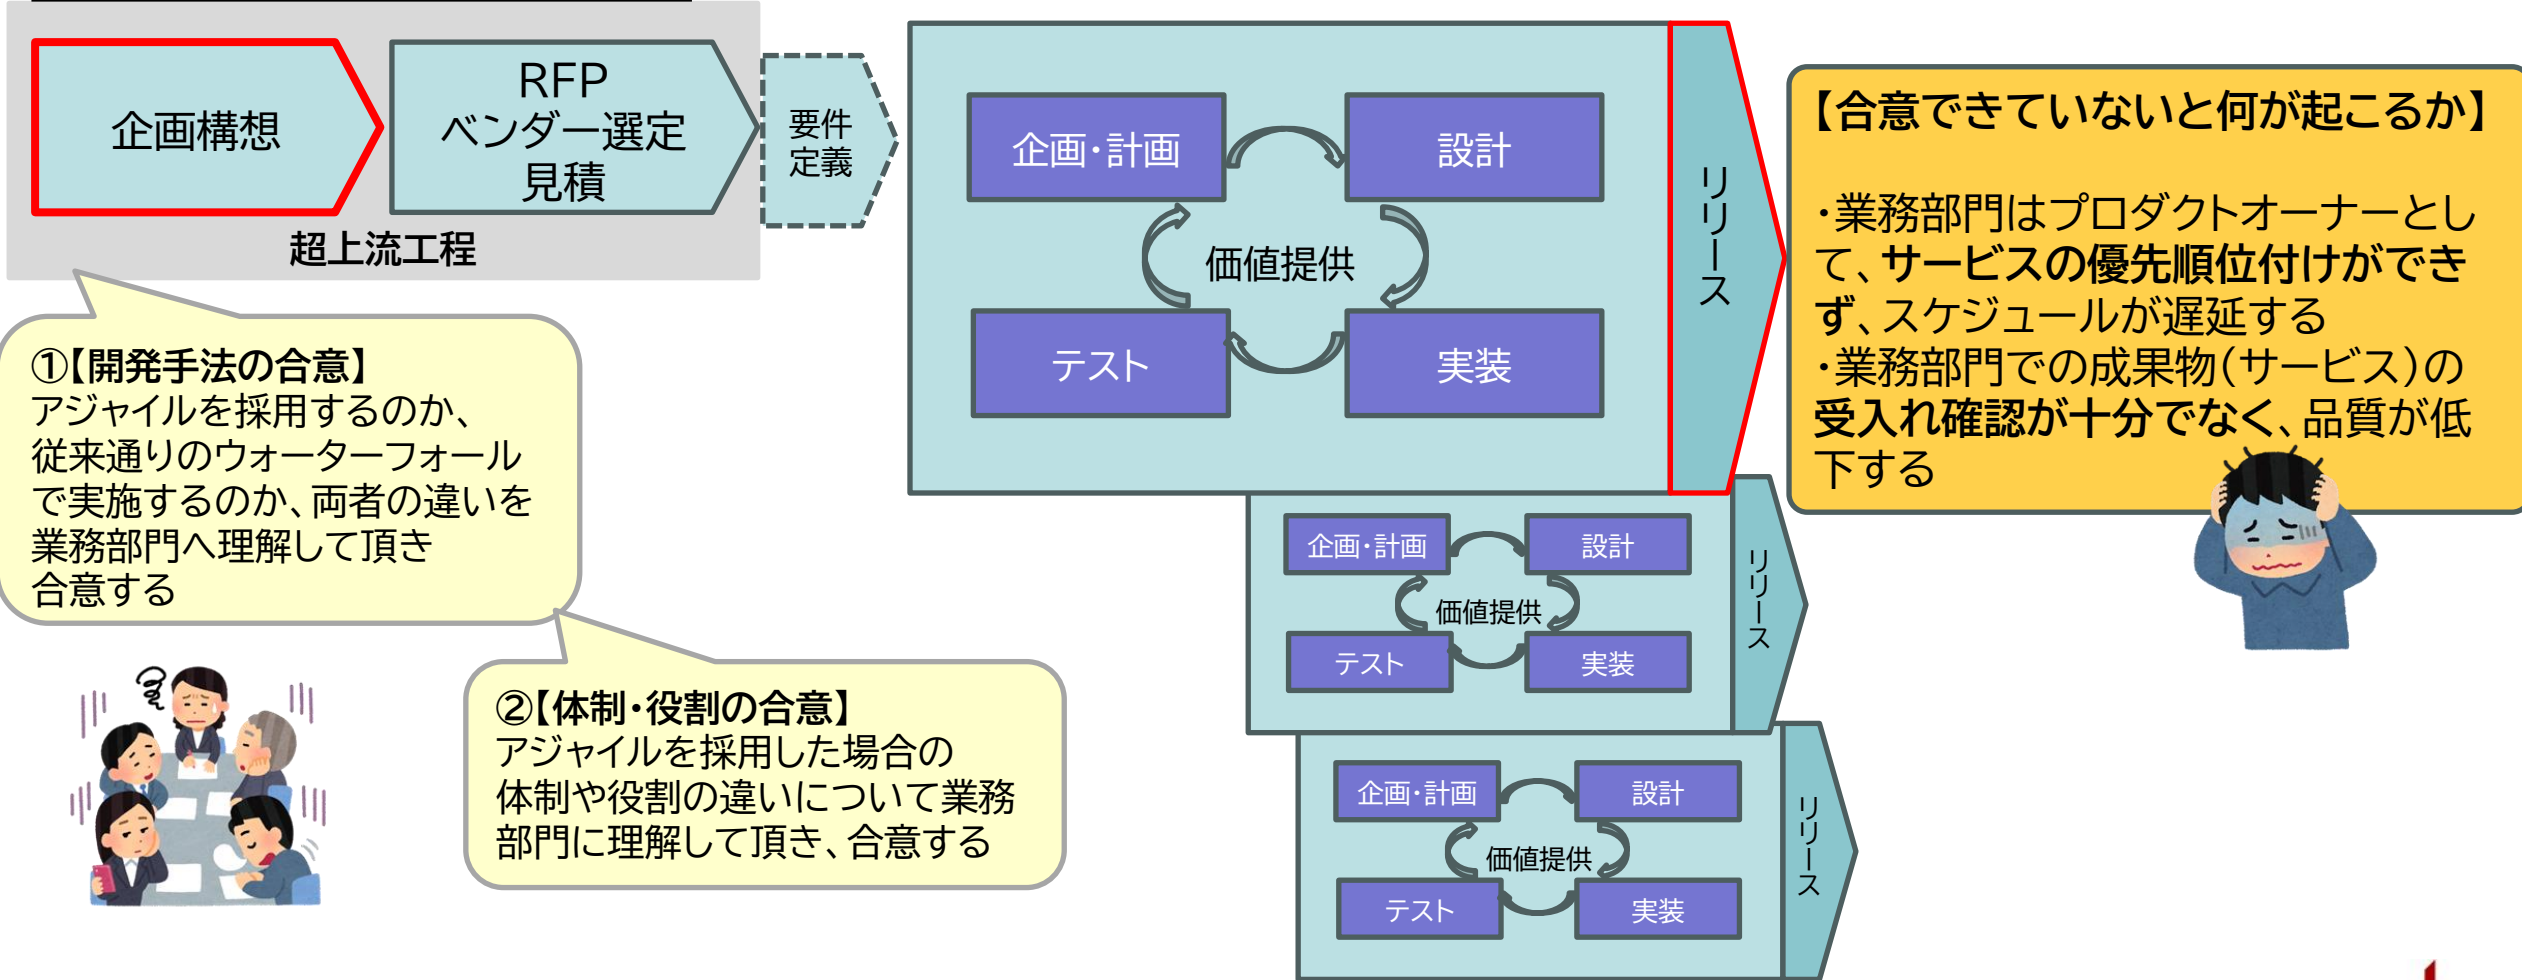 企画構想
RFP
ベンダー選定
見積
超上流工程
要件
定義
企画・計画
設計
価値提供
テスト
実装
リリース
【合意できていないと何が起こるか】
・業務部門はプロダクトオーナーとし
て、サービスの優先順位付けができ
ず、スケジュールが遅延する
・業務部門での成果物(サービス)の
受入れ確認が十分でなく、品質が低
下する
①【開発手法の合意】
アジャイルを採用するのか、
従来通りのウォーターフォール
で実施するのか、両者の違いを
業務部門へ理解して頂き
合意する
②【体制・役割の合意】
アジャイルを採用した場合の
体制や役割の違いについて業務
部門に理解して頂き、合意する
企画・計画
設計
価値提供
テスト
実装
リリース
企画・計画
設計
価値提供
テスト
実装
リリース